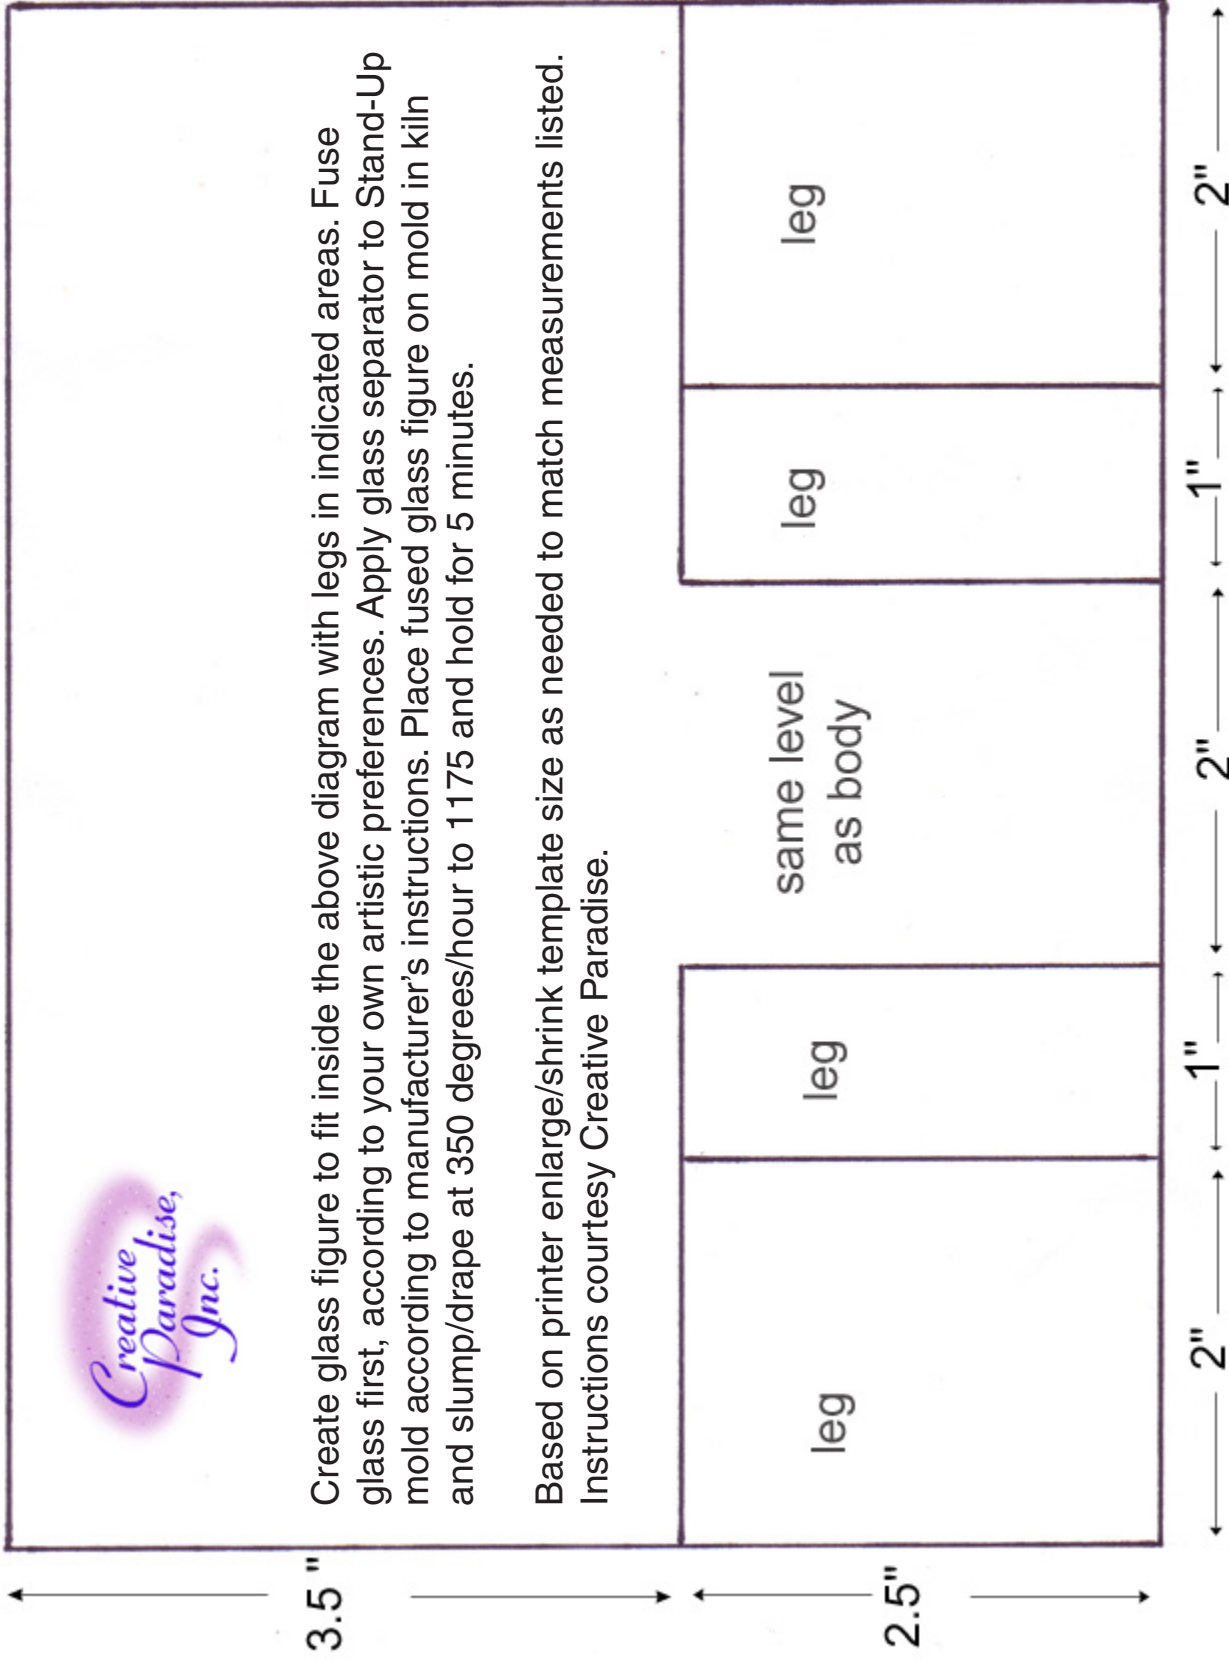 Creative
Paradise,
Inc.
Create glass figure to fit inside the above diagram with legs in indicated areas. Fuse
glass first, according to your own artistic preferences. Apply glass separator to Stand-Up
mold according to manufacturer's instructions. Place fused glass figure on mold in kiln
and slump/drape at 350 degrees/hour to 1175 and hold for 5 minutes.
Based on printer enlarge/shrink template size as needed to match measurements listed.
Instructions courtesy Creative Paradise.
3.5 "
2.5"
leg
leg
same level
as body
leg
leg
2"
1"
2"
1"
2"